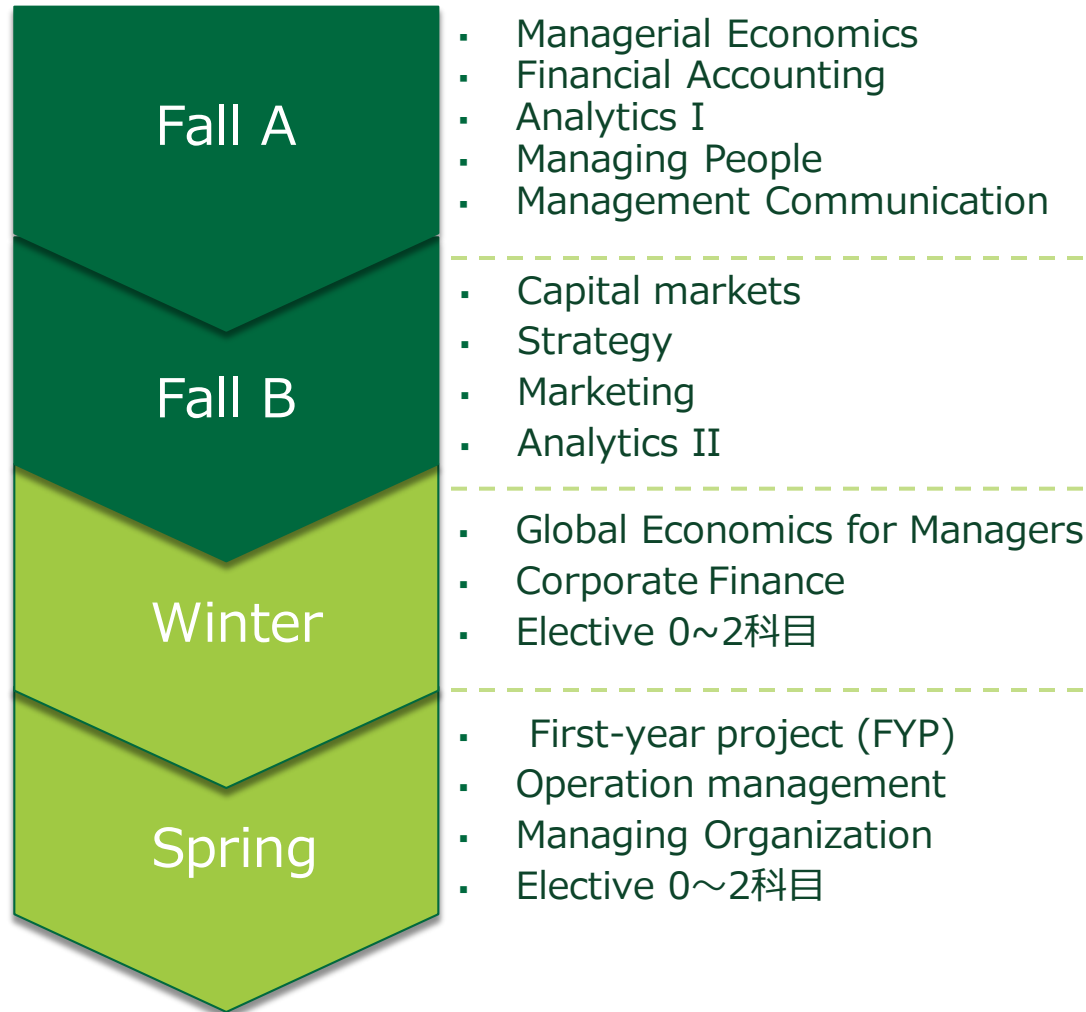 Fall A
▪ Managerial Economics
▪ Financial Accounting
▪ Analytics I
▪ Managing People
▪ Management Communication
Fall B
▪ Capital markets
▪ Strategy
▪ Marketing
▪ Analytics II
Winter
▪ Global Economics for Managers
▪ Corporate Finance
▪ Elective 0~2科目
Spring
▪ First-year project (FYP)
▪ Operation management
▪ Managing Organization
▪ Elective 0～2科目